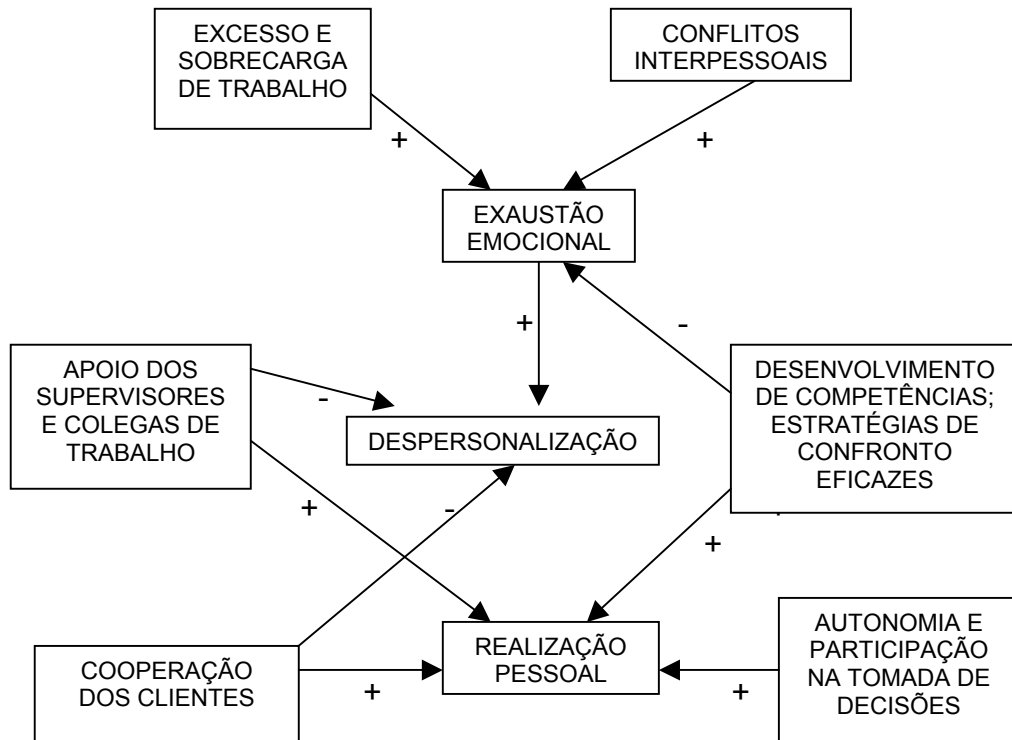 EXCESSO E
SOBRECARGA
DE TRABALHO
CONFLITOS
INTERPESSOAIS
+
+
EXAUSTÃO
EMOCIONAL
+
-
APOIO DOS
SUPERVISORES
E COLEGAS DE
TRABALHO
-
DESPERSONALIZAÇÃO
DESENVOLVIMENTO
DE COMPETÊNCIAS;
ESTRATÉGIAS DE
CONFRONTO
EFICAZES
+
-
+
COOPERAÇÃO
DOS CLIENTES
+
REALIZAÇÃO
PESSOAL
+
AUTONOMIA E
PARTICIPAÇÃO
NA TOMADA DE
DECISÕES